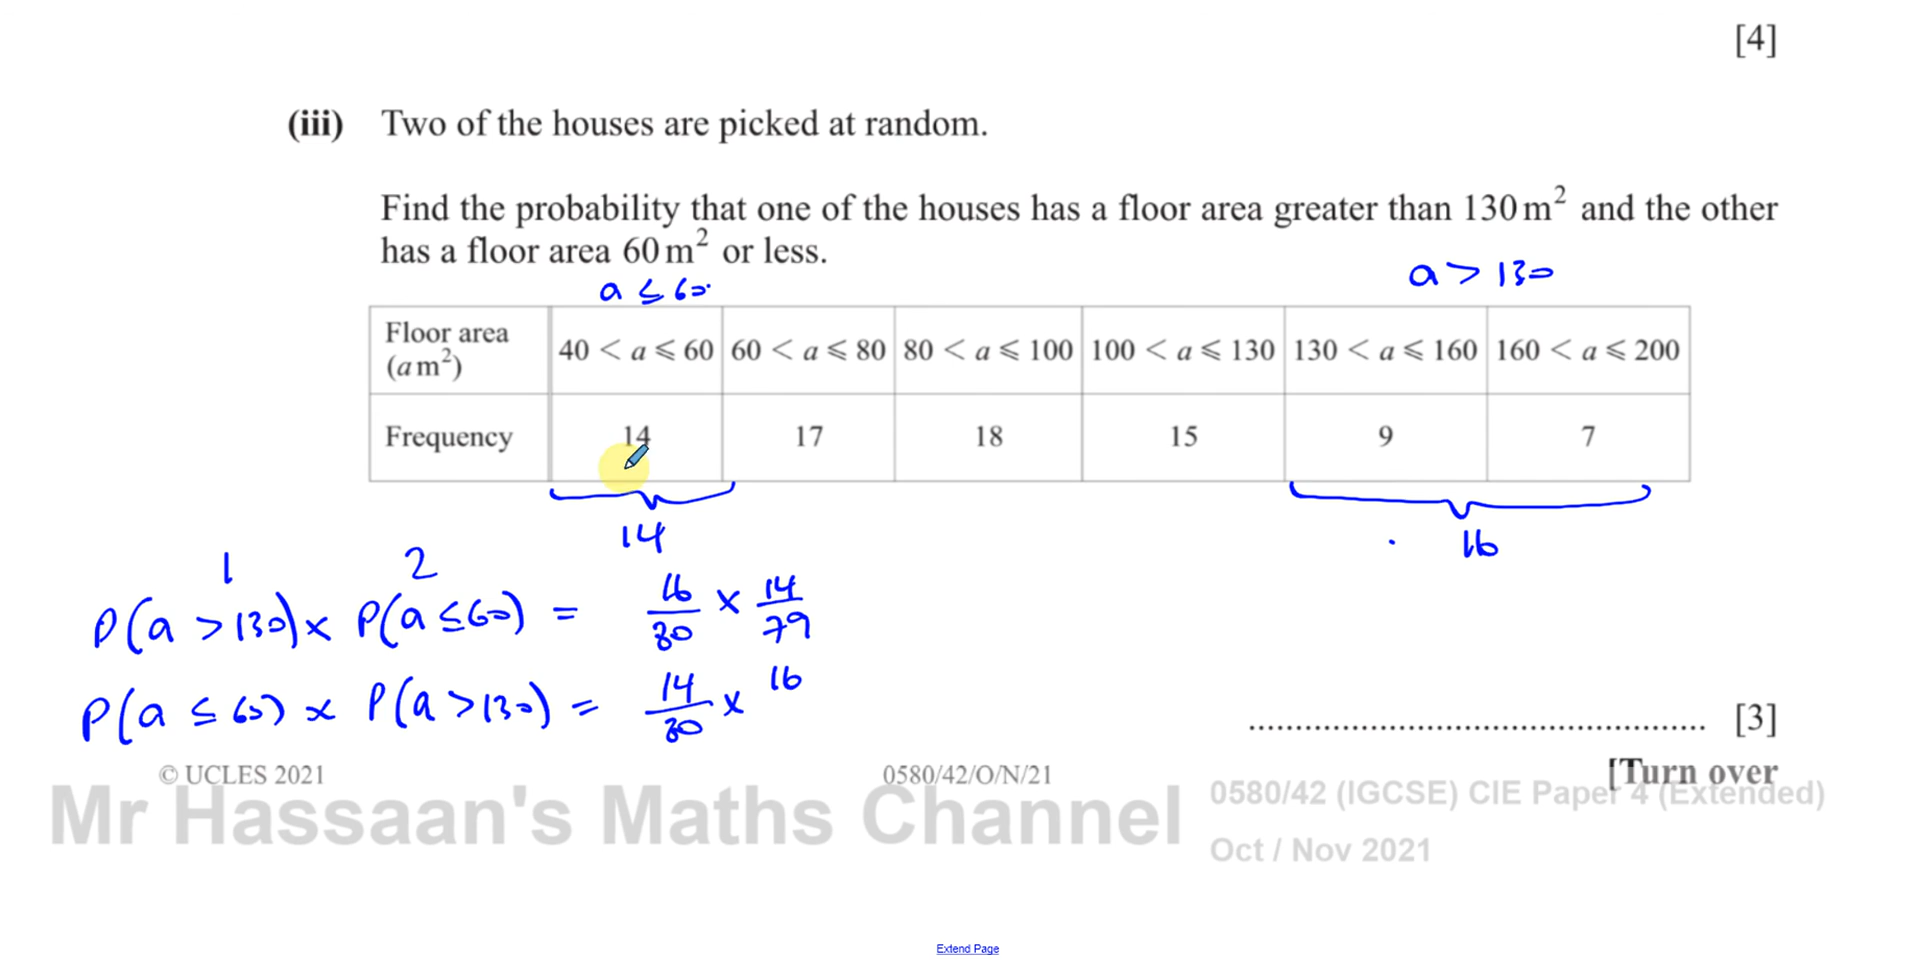 [4]
(iii) Two of the houses are picked at random.
Find the probability that one of the houses has a floor area greater than 130 m² and the other
has a floor area 60 m² or less.
a ≤ 60
a > 130
Floor area (a m²) 40 < a ⩽ 60 60 < a ⩽ 80 80 < a ⩽ 100 100 < a ⩽ 130 130 < a ⩽ 160 160 < a ⩽ 200
Frequency 14 17 18 15 9 7
14
16
1 2
P(a > 130) × P(a ≤ 60) = 16/80 × 14/79
P(a ≤ 60) × P(a > 130) = 14/80 × 16
.................................................. [3]
© UCLES 2021 0580/42/O/N/21 [Turn over
Mr Hassaan's Maths Channel
0580/42 (IGCSE) CIE Paper 4 (Extended)
Oct / Nov 2021
Extend Page